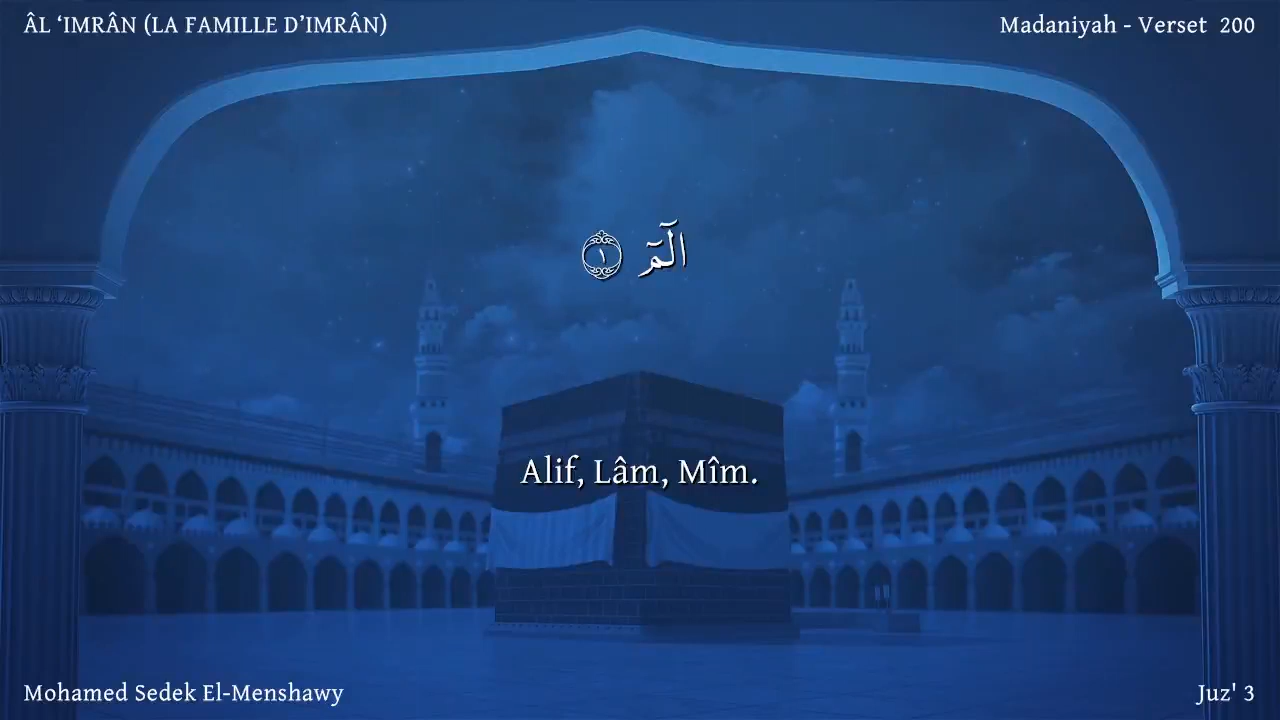 ÂL ‘IMRÂN (LA FAMILLE D’IMRÂN)
Madaniyah - Verset 200
الٓمٓ ١
Alif, Lâm, Mîm.
Mohamed Sedek El-Menshawy
Juz' 3